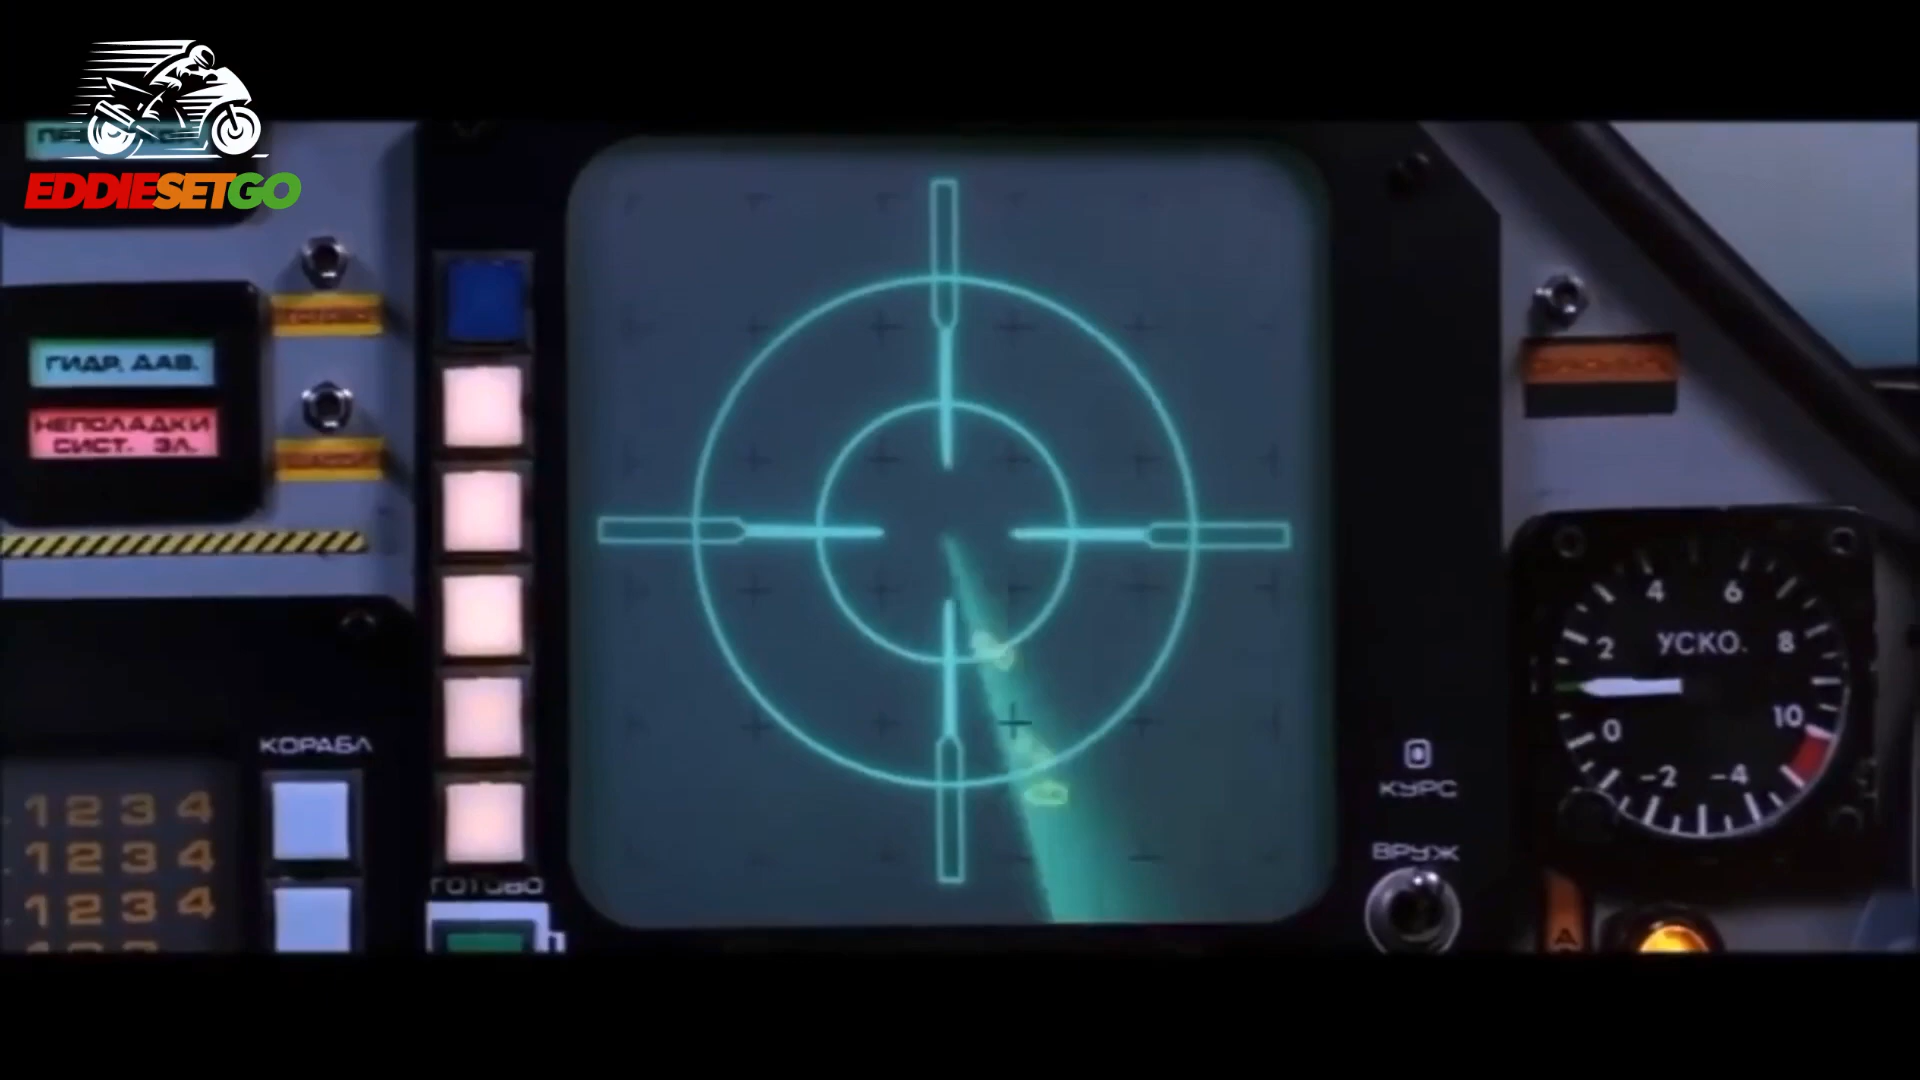 EDDIESETGO
ГОТОВО
ГИДР. ДАВ.
НЕПОЛАДКИ
СИСТ. ЭЛ.
КОРАБЛ
1 2 3 4
1 2 3 4
1 2 3 4
ГОТОВО
4 6
2 УСКО. 8
0 10
-2 -4
КУРС
ВРУЖ